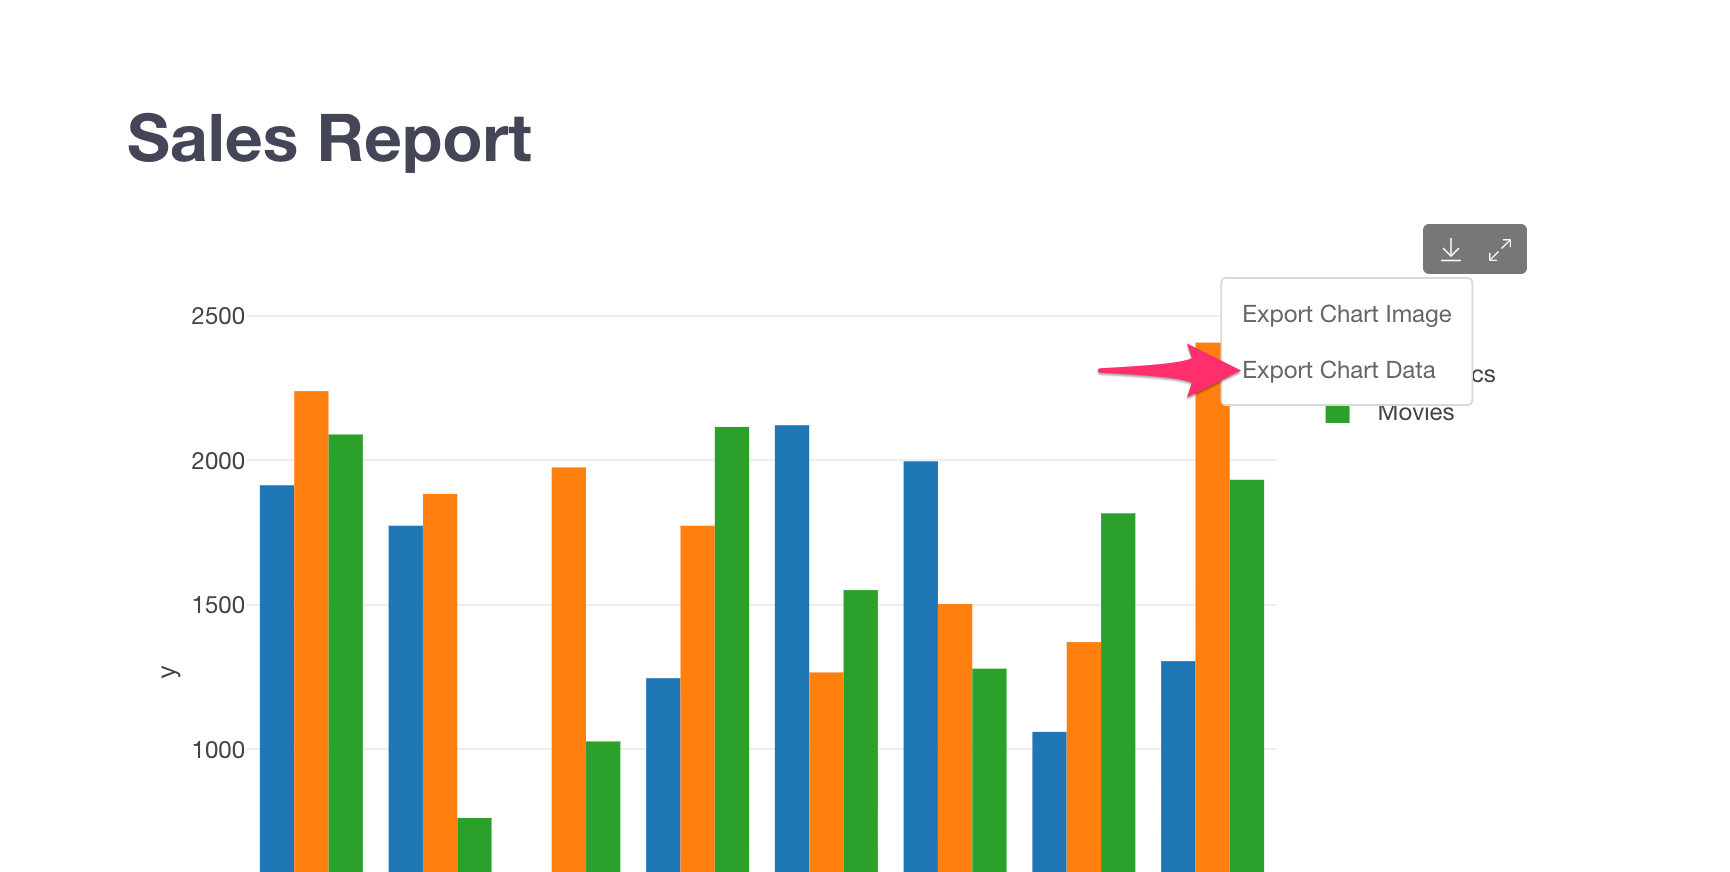 Sales Report
Export Chart Image
Export Chart Data
cs
Movies
2500
2000
1500
1000
y